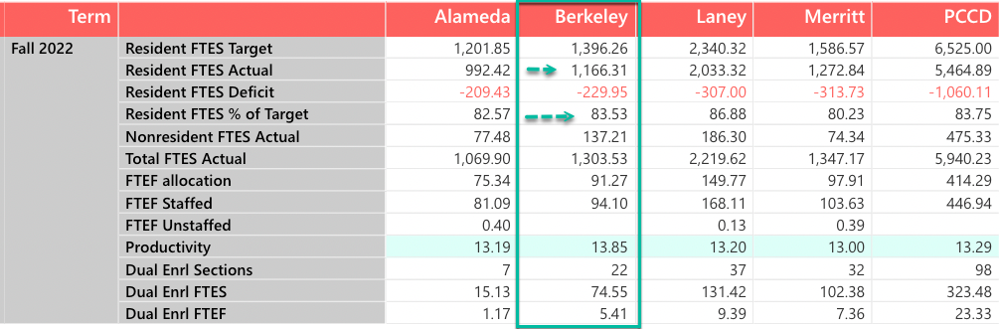 Term Alameda Berkeley Laney Merritt PCCD
Fall 2022 Resident FTES Target 1,201.85 1,396.26 2,340.32 1,586.57 6,525.00
Resident FTES Actual 992.42 1,166.31 2,033.32 1,272.84 5,464.89
Resident FTES Deficit -209.43 -229.95 -307.00 -313.73 -1,060.11
Resident FTES % of Target 82.57 83.53 86.88 80.23 83.75
Nonresident FTES Actual 77.48 137.21 186.30 74.34 475.33
Total FTES Actual 1,069.90 1,303.53 2,219.62 1,347.17 5,940.23
FTEF allocation 75.34 91.27 149.77 97.91 414.29
FTEF Staffed 81.09 94.10 168.11 103.63 446.94
FTEF Unstaffed 0.40 0.13 0.39
Productivity 13.19 13.85 13.20 13.00 13.29
Dual Enrl Sections 7 22 37 32 98
Dual Enrl FTES 15.13 74.55 131.42 102.38 323.48
Dual Enrl FTEF 1.17 5.41 9.39 7.36 23.33